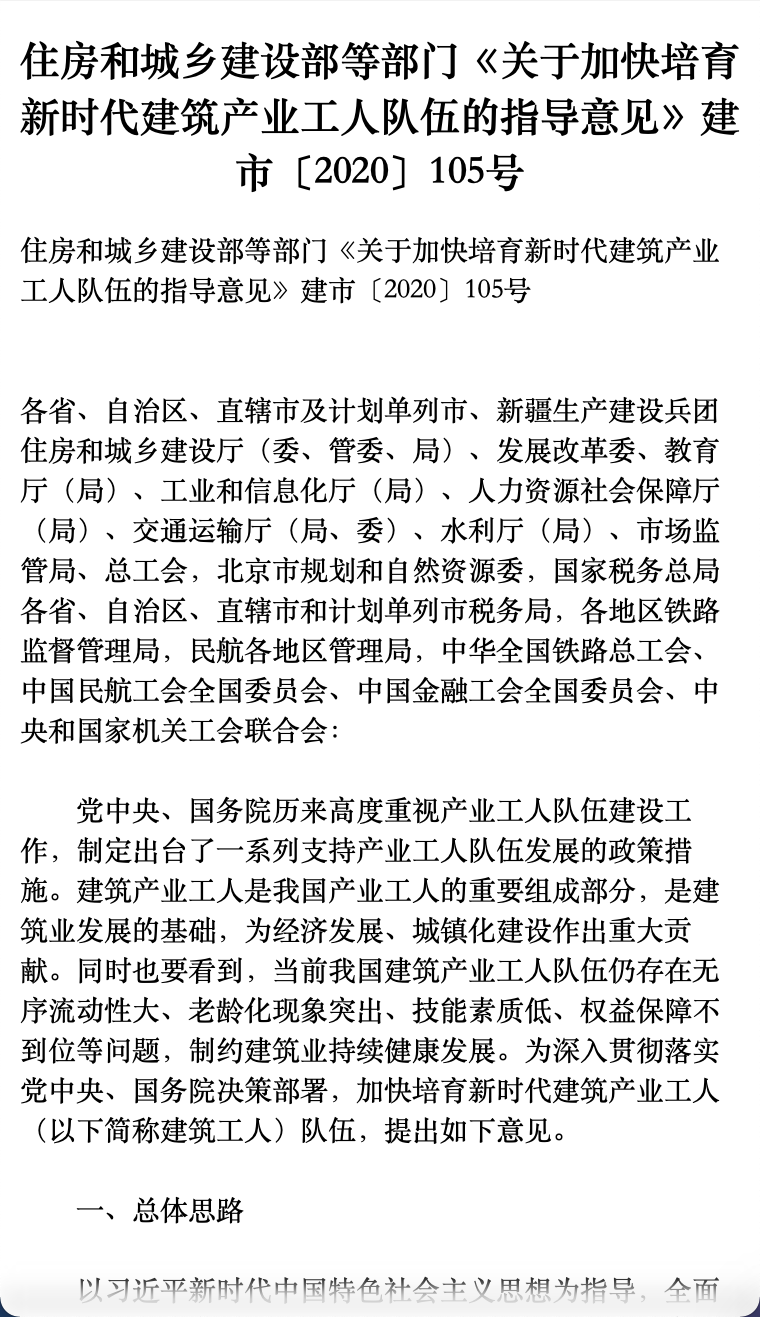 住房和城乡建设部等部门《关于加快培育
新时代建筑产业工人队伍的指导意见》建
市〔2020〕105号
住房和城乡建设部等部门《关于加快培育新时代建筑产业
工人队伍的指导意见》建市〔2020〕105号
各省、自治区、直辖市及计划单列市、新疆生产建设兵团
住房和城乡建设厅（委、管委、局）、发展改革委、教育
厅（局）、工业和信息化厅（局）、人力资源社会保障厅
（局）、交通运输厅（局、委）、水利厅（局）、市场监
管局、总工会，北京市规划和自然资源委，国家税务总局
各省、自治区、直辖市和计划单列市税务局，各地区铁路
监督管理局，民航各地区管理局，中华全国铁路总工会、
中国民航工会全国委员会、中国金融工会全国委员会、中
央和国家机关工会联合会：
党中央、国务院历来高度重视产业工人队伍建设工
作，制定出台了一系列支持产业工人队伍发展的政策措
施。建筑产业工人是我国产业工人的重要组成部分，是建
筑业发展的基础，为经济发展、城镇化建设作出重大贡
献。同时也要看到，当前我国建筑产业工人队伍仍存在无
序流动性大、老龄化现象突出、技能素质低、权益保障不
到位等问题，制约建筑业持续健康发展。为深入贯彻落实
党中央、国务院决策部署，加快培育新时代建筑产业工人
（以下简称建筑工人）队伍，提出如下意见。
一、总体思路
以习近平新时代中国特色社会主义思想为指导，全面